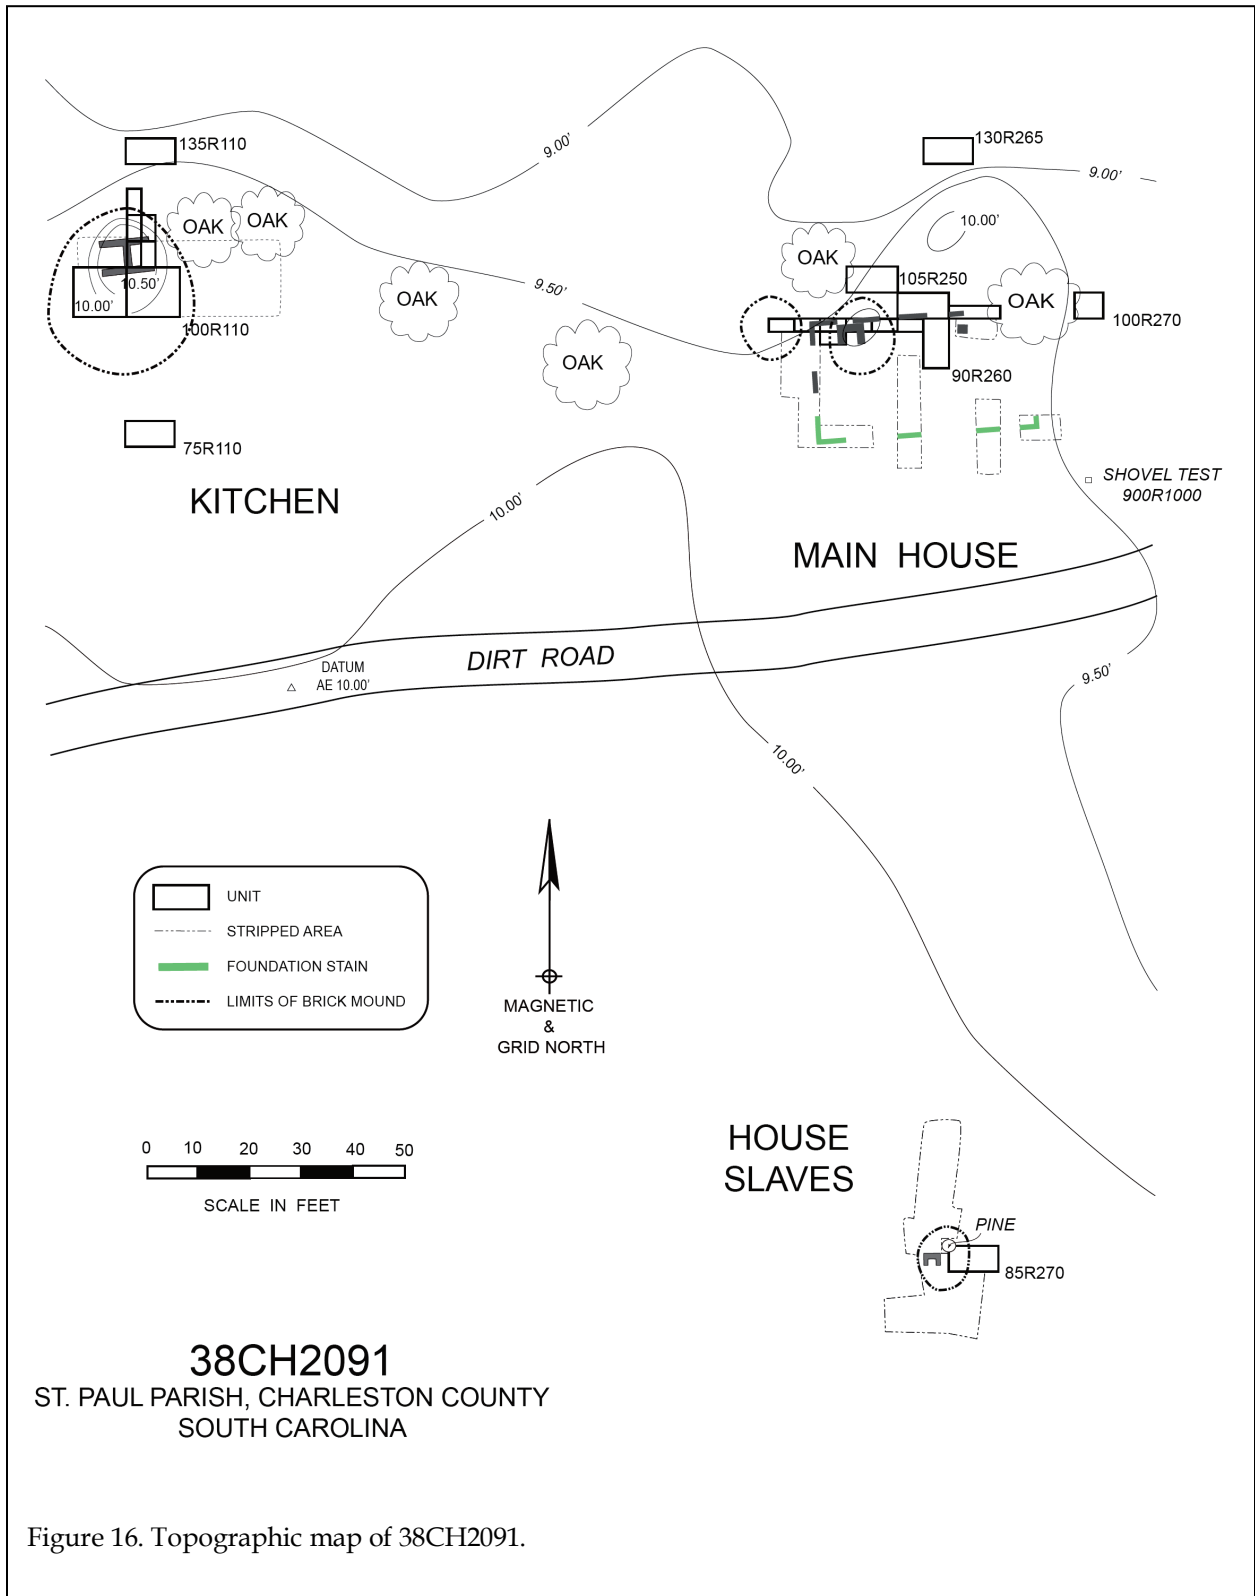 135R110
130R265
9.00'
9.00'
OAK
OAK
10.00'
OAK
105R250
10.50'
9.50'
OAK
OAK
10.00'
100R110
100R270
OAK
90R260
75R110
SHOVEL TEST
900R1000
KITCHEN
10.00'
MAIN HOUSE
DIRT ROAD
DATUM
AE 10.00'
9.50'
10.00'
UNIT
STRIPPED AREA
FOUNDATION STAIN
LIMITS OF BRICK MOUND
MAGNETIC
&
GRID NORTH
0 10 20 30 40 50
SCALE IN FEET
HOUSE
SLAVES
PINE
85R270
38CH2091
ST. PAUL PARISH, CHARLESTON COUNTY
SOUTH CAROLINA
Figure 16. Topographic map of 38CH2091.